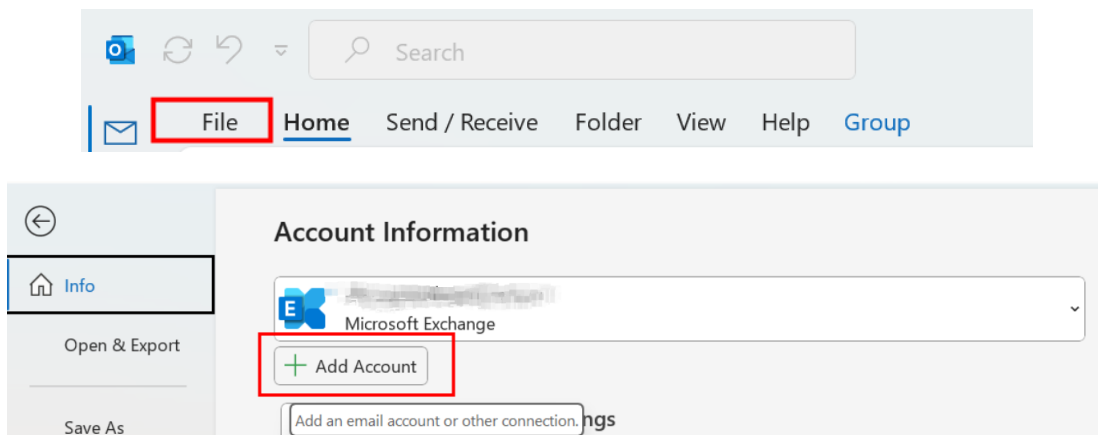 Search
File Home Send / Receive Folder View Help Group
Account Information
Info
E
Microsoft Exchange
Open & Export
Add Account
Add an email account or other connection.
ngs
Save As